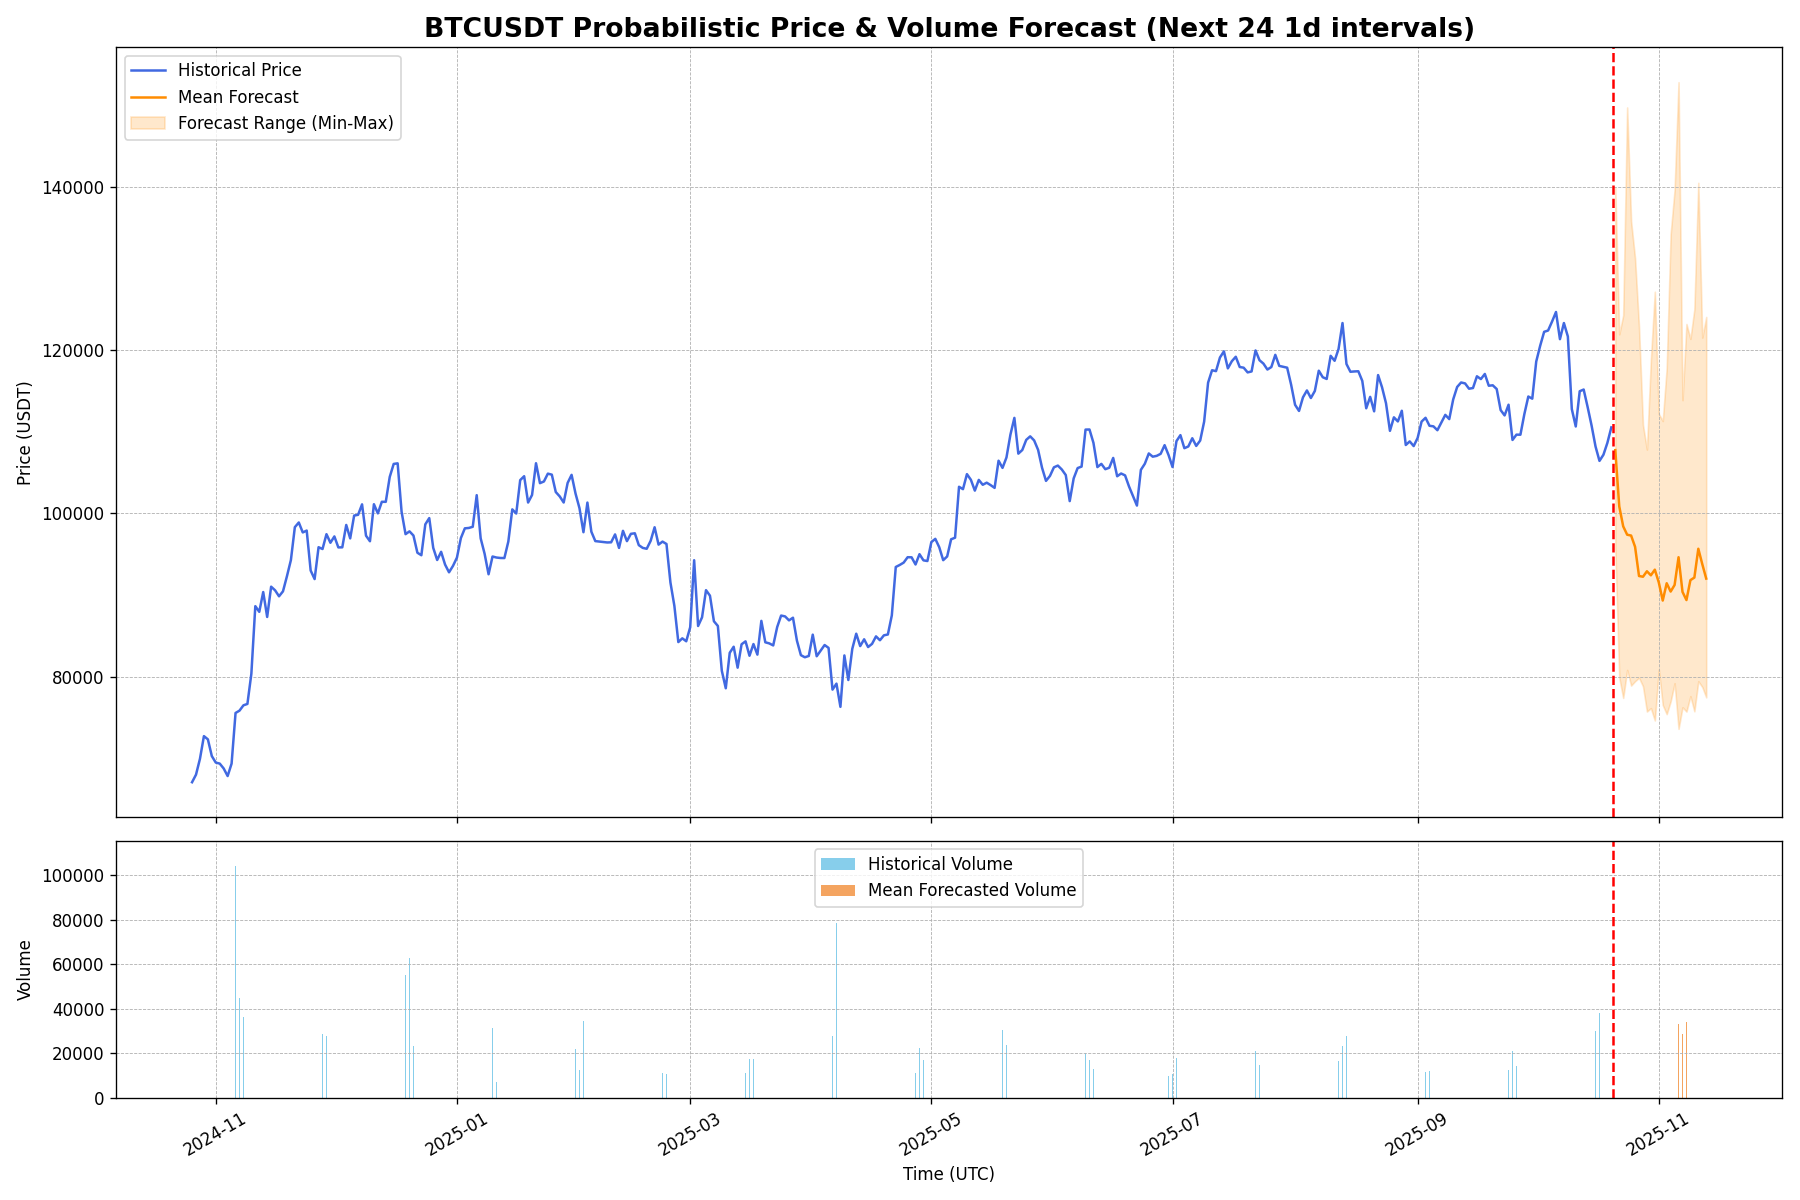 BTCUSDT Probabilistic Price & Volume Forecast (Next 24 1d intervals)
Historical Price
Mean Forecast
Forecast Range (Min-Max)
140000
120000
100000
80000
Price (USDT)
Historical Volume
Mean Forecasted Volume
100000
80000
60000
40000
20000
0
Volume
2024-11
2025-01
2025-03
2025-05
2025-07
2025-09
2025-11
Time (UTC)